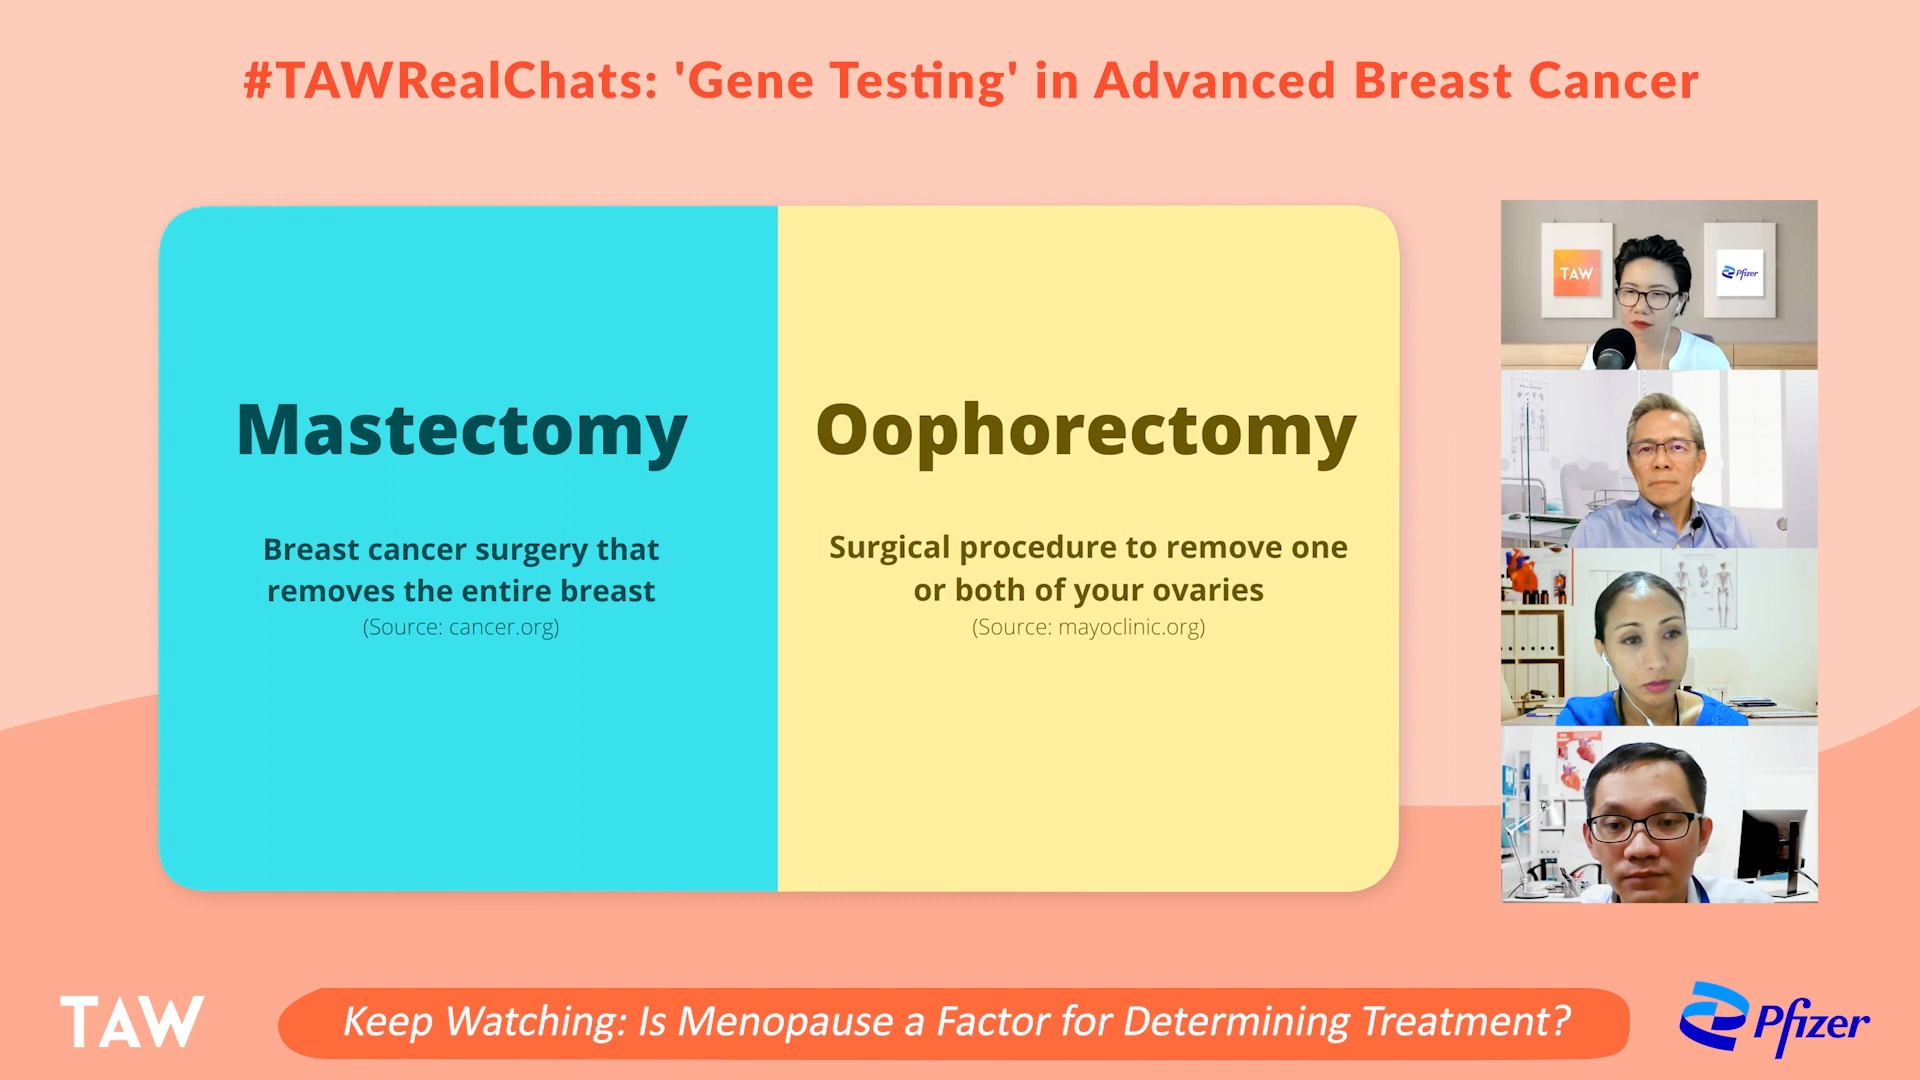 #TAWRealChats: 'Gene Testing' in Advanced Breast Cancer
Mastectomy
Breast cancer surgery that
removes the entire breast
(Source: cancer.org)
Oophorectomy
Surgical procedure to remove one
or both of your ovaries
(Source: mayoclinic.org)
TAW
Pfizer
TAW
Keep Watching: Is Menopause a Factor for Determining Treatment?
Pfizer